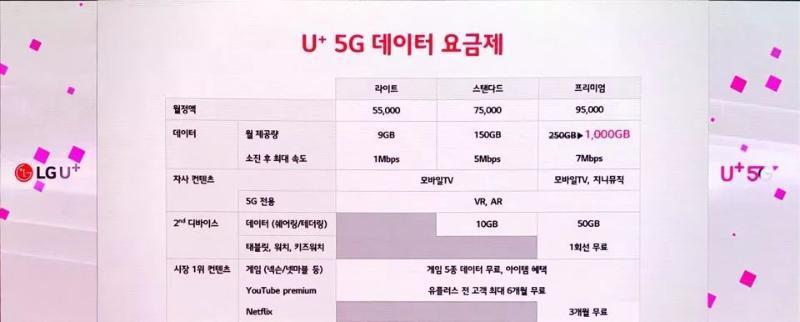 U⁺ 5G 데이터 요금제
라이트 스탠다드 프리미엄
월정액 55,000 75,000 95,000
데이터 월 제공량 9GB 150GB 250GB▶1,000GB
소진 후 최대 속도 1Mbps 5Mbps 7Mbps
자사 컨텐츠 모바일TV 모바일TV, 지니뮤직
5G 전용 VR, AR
2nd 디바이스 데이터 (쉐어링/테더링) 10GB 50GB
태블릿, 워치, 키즈워치 1회선 무료
시장 1위 컨텐츠 게임 (넥슨/넷마블 등) 게임 5종 데이터 무료, 아이템 혜택
YouTube premium 유플러스 전 고객 최대 6개월 무료
Netflix 3개월 무료
LG U⁺
U⁺5G